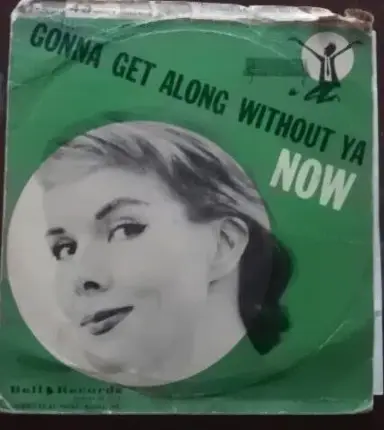 GONNA GET ALONG WITHOUT YA
NOW
Bell Records